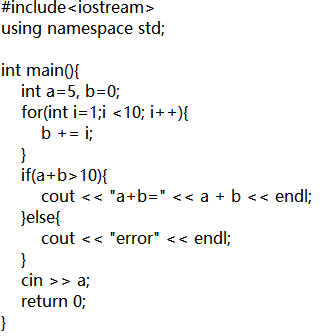 #include<iostream>
using namespace std;

int main(){
    int a=5, b=0;
    for(int i=1;i <10; i++){
        b += i;
    }
    if(a+b>10){
        cout << "a+b=" << a + b << endl;
    }else{
        cout << "error" << endl;
    }
    cin >> a;
    return 0;
}